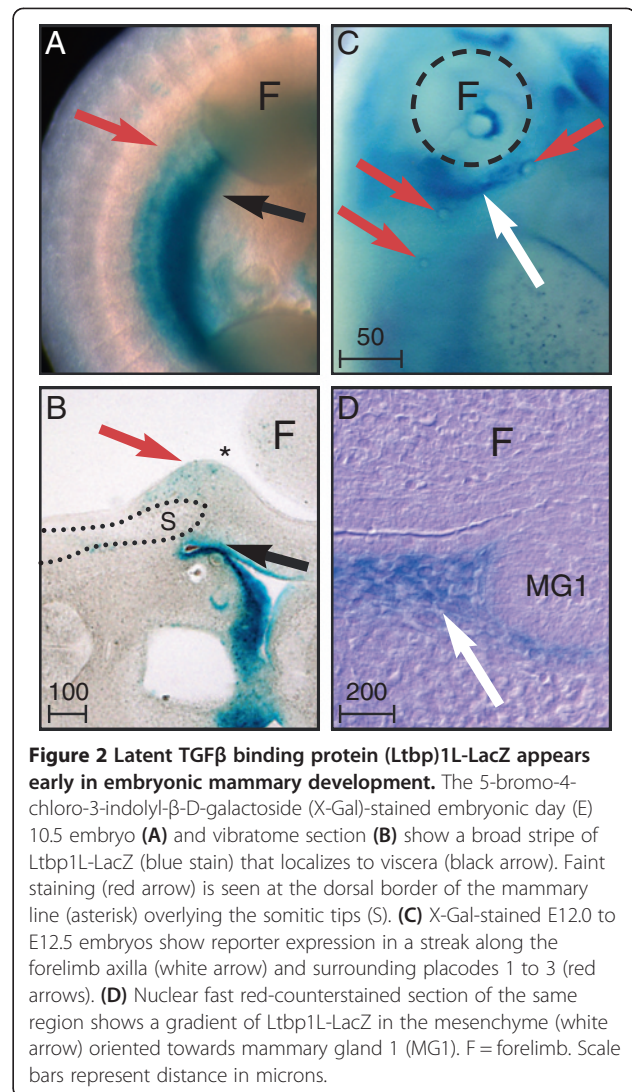 A
F
C
F
50
B
F
*
S
100
D
F
MG1
200
Figure 2 Latent TGFβ binding protein (Ltbp)1L-LacZ appears
early in embryonic mammary development. The 5-bromo-4-
chloro-3-indolyl-β-D-galactoside (X-Gal)-stained embryonic day (E)
10.5 embryo (A) and vibratome section (B) show a broad stripe of
Ltbp1L-LacZ (blue stain) that localizes to viscera (black arrow). Faint
staining (red arrow) is seen at the dorsal border of the mammary
line (asterisk) overlying the somitic tips (S). (C) X-Gal-stained E12.0 to
E12.5 embryos show reporter expression in a streak along the
forelimb axilla (white arrow) and surrounding placodes 1 to 3 (red
arrows). (D) Nuclear fast red-counterstained section of the same
region shows a gradient of Ltbp1L-LacZ in the mesenchyme (white
arrow) oriented towards mammary gland 1 (MG1). F = forelimb. Scale
bars represent distance in microns.